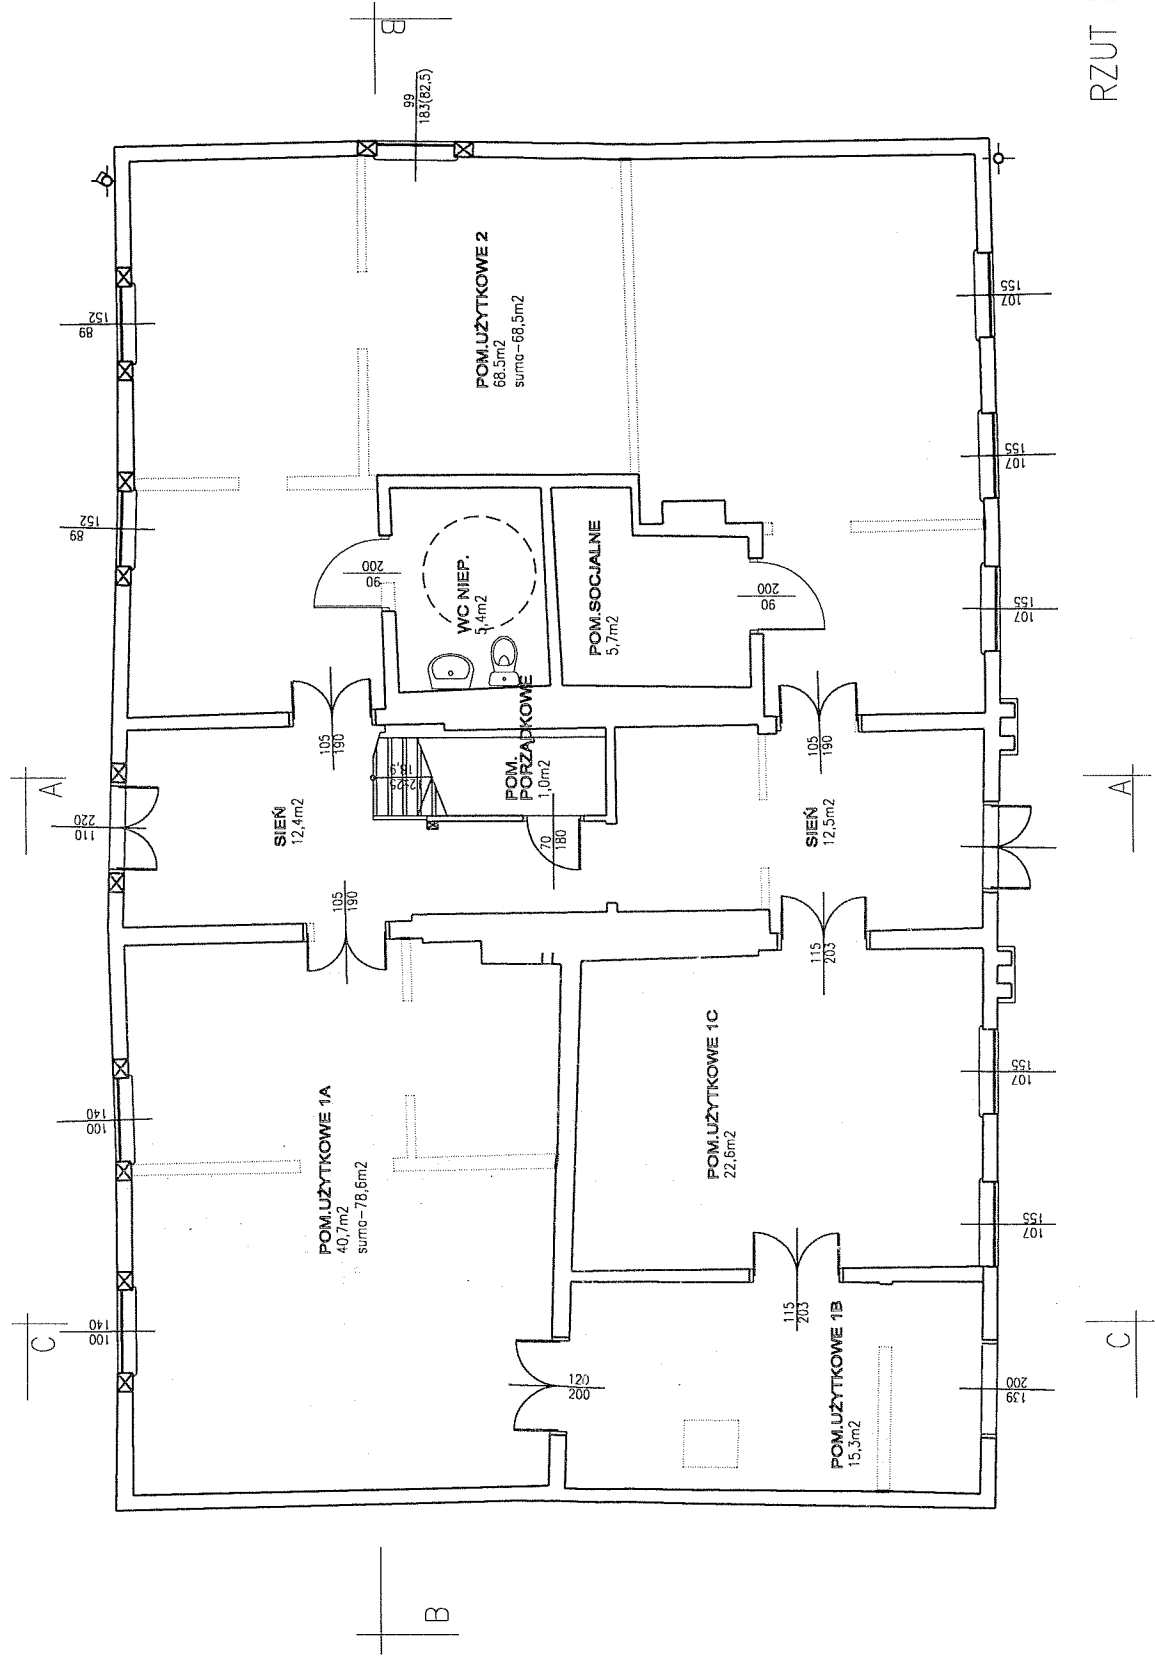 RZUT
B
99
183(82,5)
POM.UŻYTKOWE 2
68.5m2
suma-68,5m2
152
89
152
89
155
107
155
107
155
107
WC NIEP.
5,4m2
POM.SOCJALNE
5,7m2
200
90
200
90
POM.
PORZĄDKOWE
1,0m2
105
190
105
190
105
190
115
203
70
180
A
220
110
SIEŃ
12,4m2
SIEŃ
12,5m2
A
POM.UŻYTKOWE 1A
40,7m2
suma-78,6m2
POM.UŻYTKOWE 1C
22,6m2
140
100
140
100
155
107
155
107
115
203
120
200
POM.UŻYTKOWE 1B
15,3m2
200
139
C
C
B